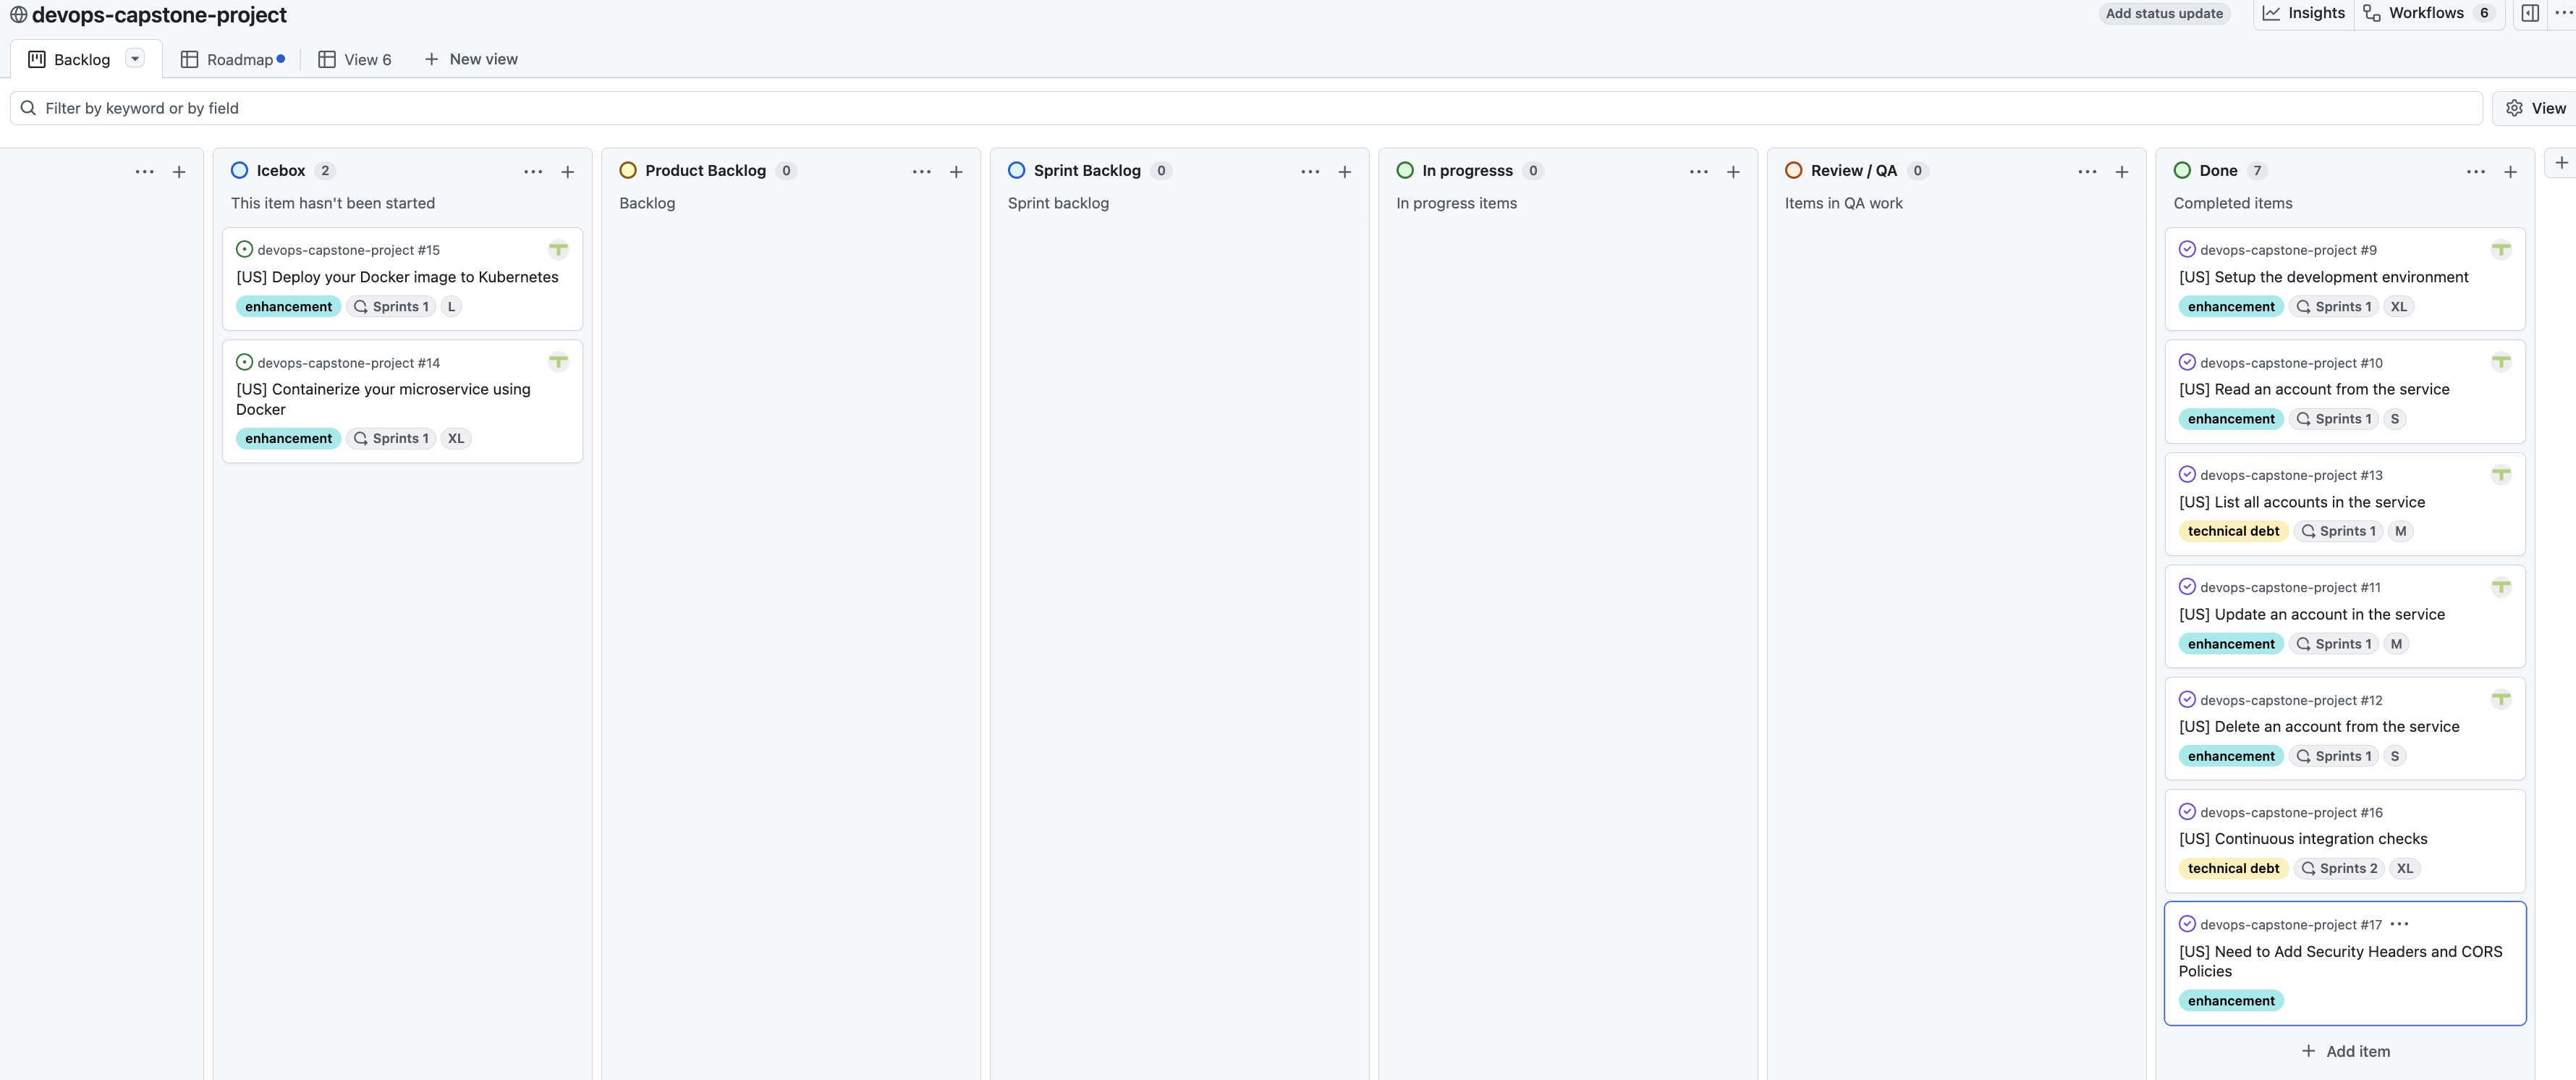 devops-capstone-project
Add status update
Insights
Workflows 6
Backlog
Roadmap
View 6
New view
Filter by keyword or by field
View
Icebox 2
This item hasn't been started
devops-capstone-project #15
[US] Deploy your Docker image to Kubernetes
enhancement Sprints 1 L
devops-capstone-project #14
[US] Containerize your microservice using
Docker
enhancement Sprints 1 XL
Product Backlog 0
Backlog
Sprint Backlog 0
Sprint backlog
In progresss 0
In progress items
Review / QA 0
Items in QA work
Done 7
Completed items
devops-capstone-project #9
[US] Setup the development environment
enhancement Sprints 1 XL
devops-capstone-project #10
[US] Read an account from the service
enhancement Sprints 1 S
devops-capstone-project #13
[US] List all accounts in the service
technical debt Sprints 1 M
devops-capstone-project #11
[US] Update an account in the service
enhancement Sprints 1 M
devops-capstone-project #12
[US] Delete an account from the service
enhancement Sprints 1 S
devops-capstone-project #16
[US] Continuous integration checks
technical debt Sprints 2 XL
devops-capstone-project #17
[US] Need to Add Security Headers and CORS
Policies
enhancement
Add item